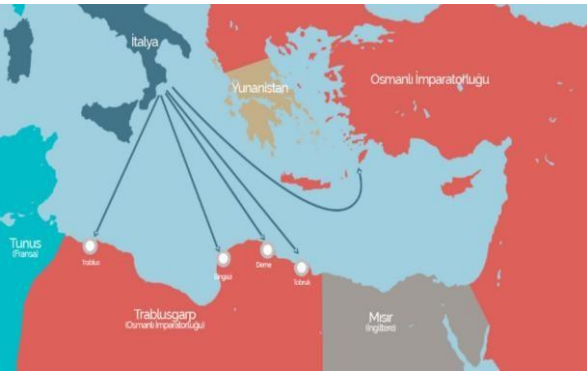 İtalya
Yunanistan
Osmanlı İmparatorluğu
Tunus
(Fransa)
Trablus
Bingazi
Derne
Tobruk
Trablusgarp
(Osmanlı İmparatorluğu)
Mısır
(İngiltere)